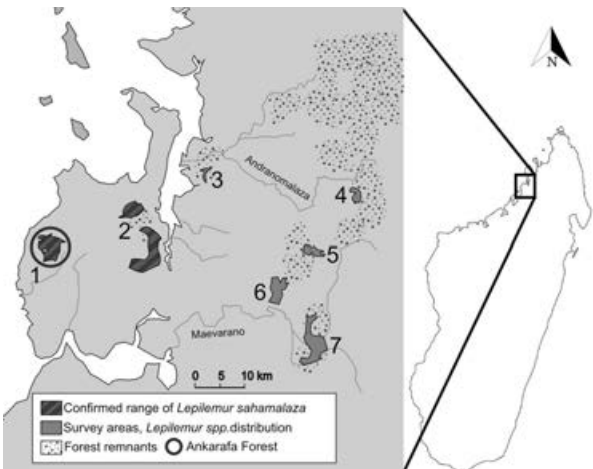 N
Andranomalaza
3
4
2
1
5
6
7
Maevarano
0 5 10 km
Confirmed range of Lepilemur sahamalaza
Survey areas, Lepilemur spp.distribution
Forest remnants Ankarafa Forest